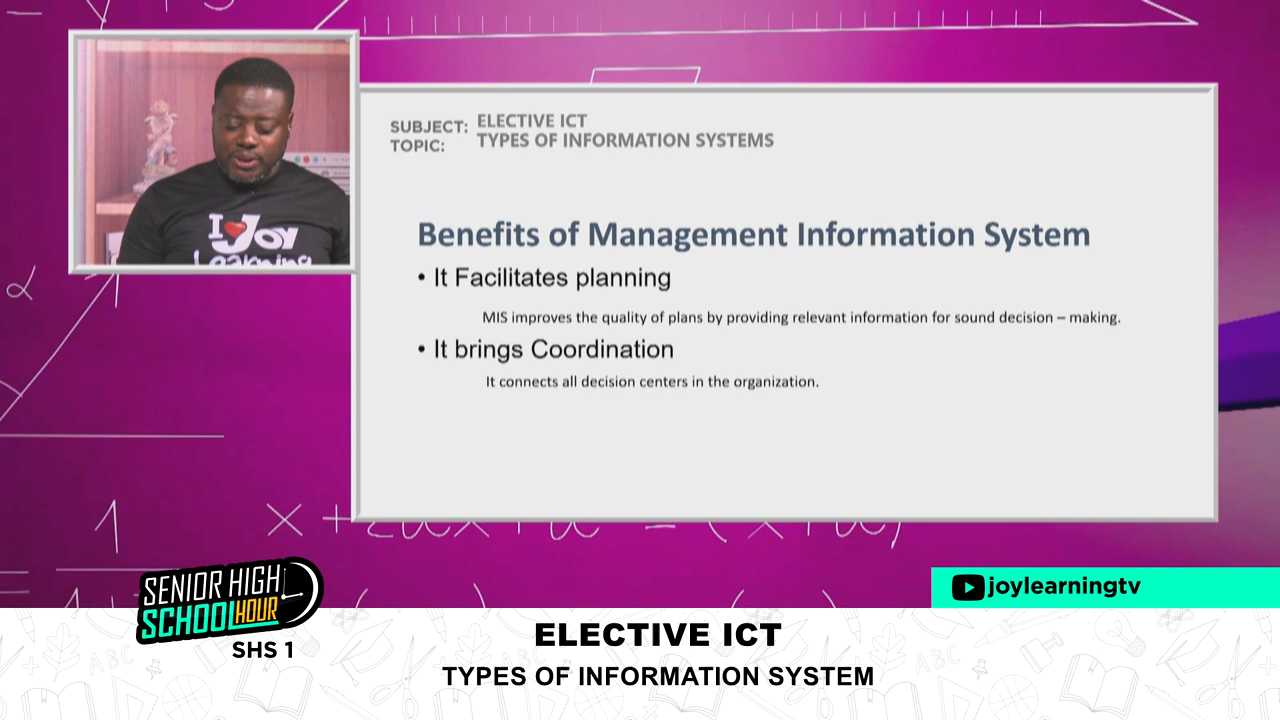 SUBJECT: ELECTIVE ICT
TOPIC: TYPES OF INFORMATION SYSTEMS
I ❤ Joy
Learning
Benefits of Management Information System
• It Facilitates planning
MIS improves the quality of plans by providing relevant information for sound decision – making.
• It brings Coordination
It connects all decision centers in the organization.
SENIOR HIGH
SCHOOL HOUR
SHS 1
joylearningtv
ELECTIVE ICT
TYPES OF INFORMATION SYSTEM